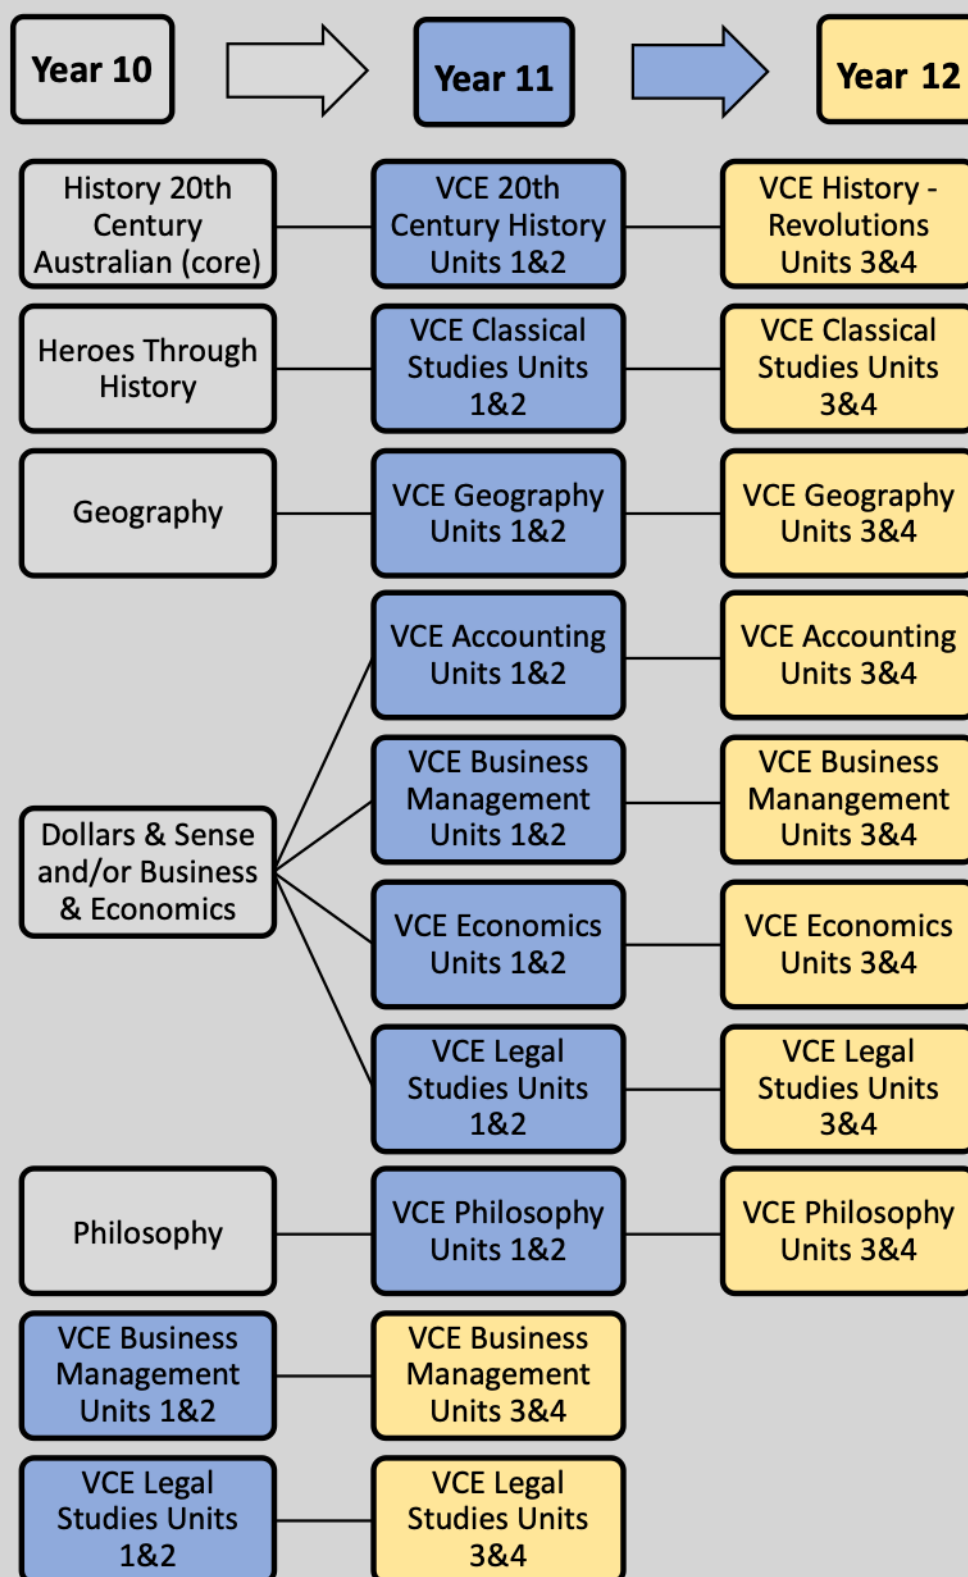 Year 10
Year 11
Year 12
History 20th
Century
Australian (core)
VCE 20th
Century History
Units 1&2
VCE History -
Revolutions
Units 3&4
Heroes Through
History
VCE Classical
Studies Units
1&2
VCE Classical
Studies Units
3&4
Geography
VCE Geography
Units 1&2
VCE Geography
Units 3&4
Dollars & Sense
and/or Business
& Economics
VCE Accounting
Units 1&2
VCE Accounting
Units 3&4
VCE Business
Management
Units 1&2
VCE Business
Manangement
Units 3&4
VCE Economics
Units 1&2
VCE Economics
Units 3&4
VCE Legal
Studies Units
1&2
VCE Legal
Studies Units
3&4
Philosophy
VCE Philosophy
Units 1&2
VCE Philosophy
Units 3&4
VCE Business
Management
Units 1&2
VCE Business
Management
Units 3&4
VCE Legal
Studies Units
1&2
VCE Legal
Studies Units
3&4